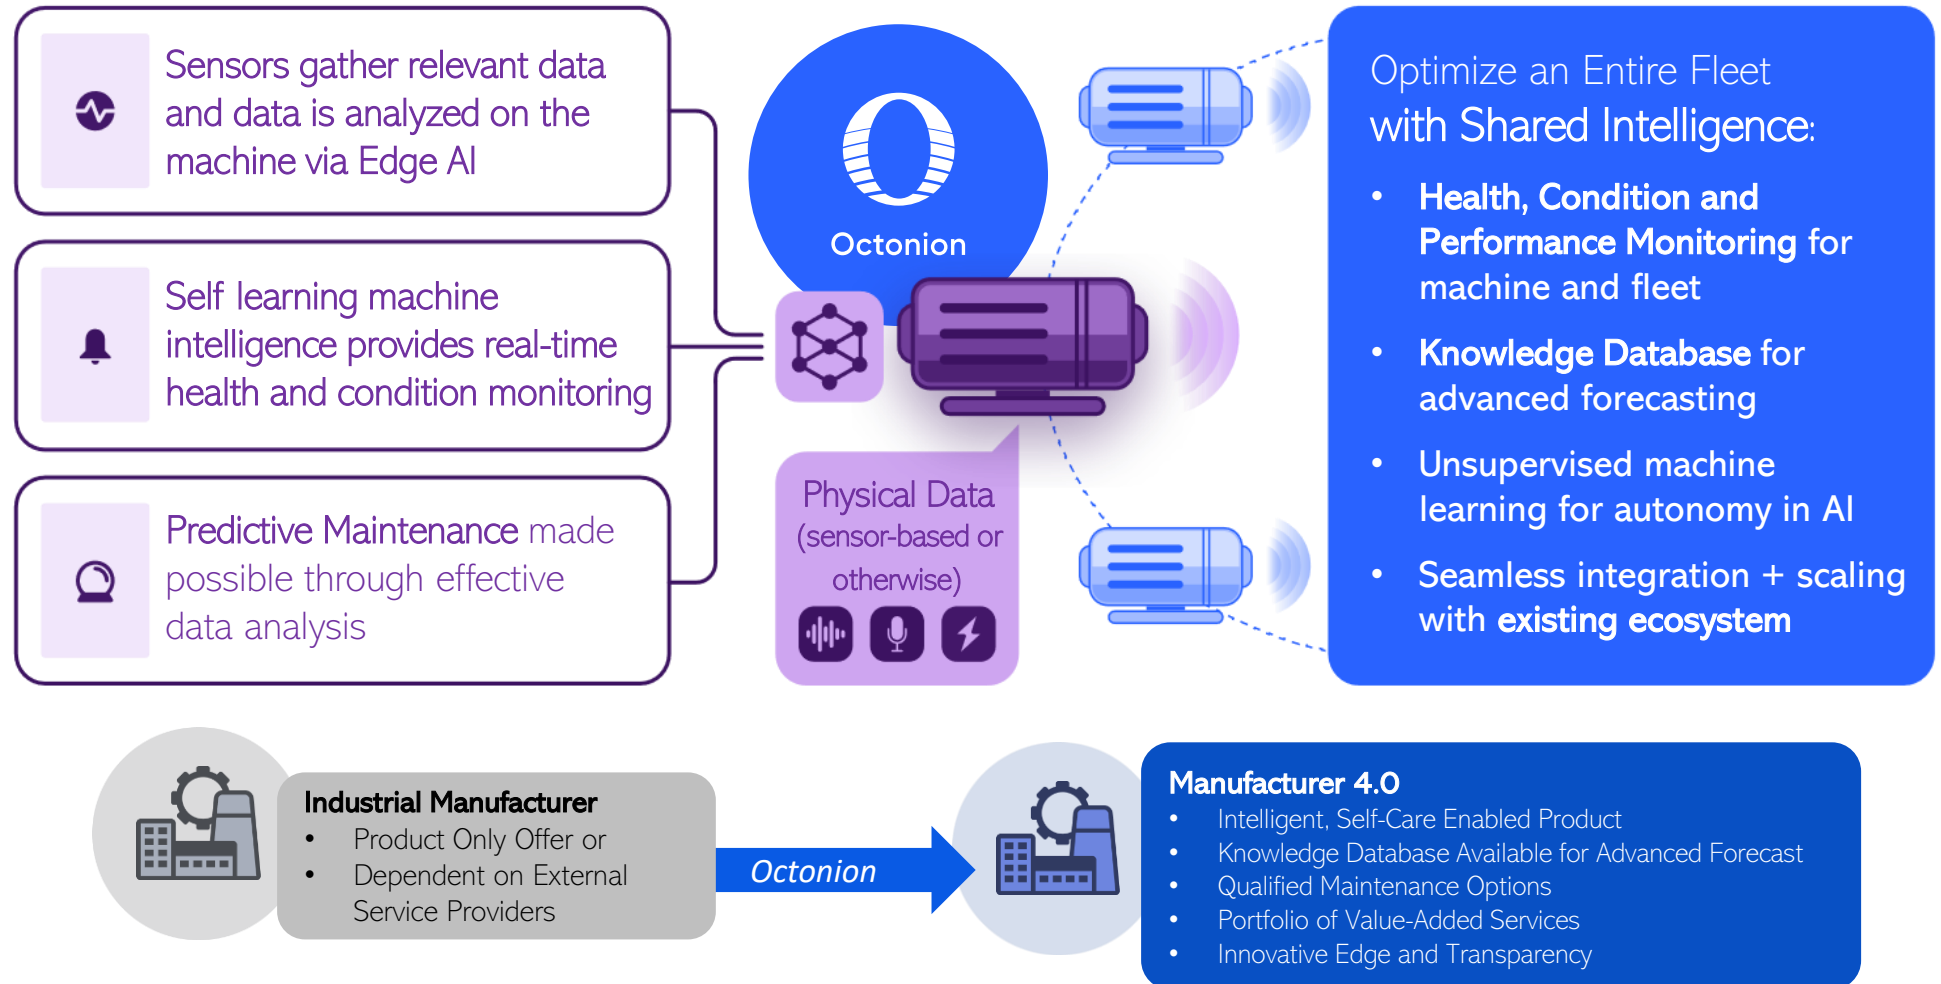 Sensors gather relevant data
and data is analyzed on the
machine via Edge AI
Self learning machine
intelligence provides real-time
health and condition monitoring
Predictive Maintenance made
possible through effective
data analysis
Octonion
Physical Data
(sensor-based or
otherwise)
Optimize an Entire Fleet
with Shared Intelligence:
• Health, Condition and
Performance Monitoring for
machine and fleet
• Knowledge Database for
advanced forecasting
• Unsupervised machine
learning for autonomy in AI
• Seamless integration + scaling
with existing ecosystem
Industrial Manufacturer
• Product Only Offer or
• Dependent on External
Service Providers
Octonion
Manufacturer 4.0
• Intelligent, Self-Care Enabled Product
• Knowledge Database Available for Advanced Forecast
• Qualified Maintenance Options
• Portfolio of Value-Added Services
• Innovative Edge and Transparency